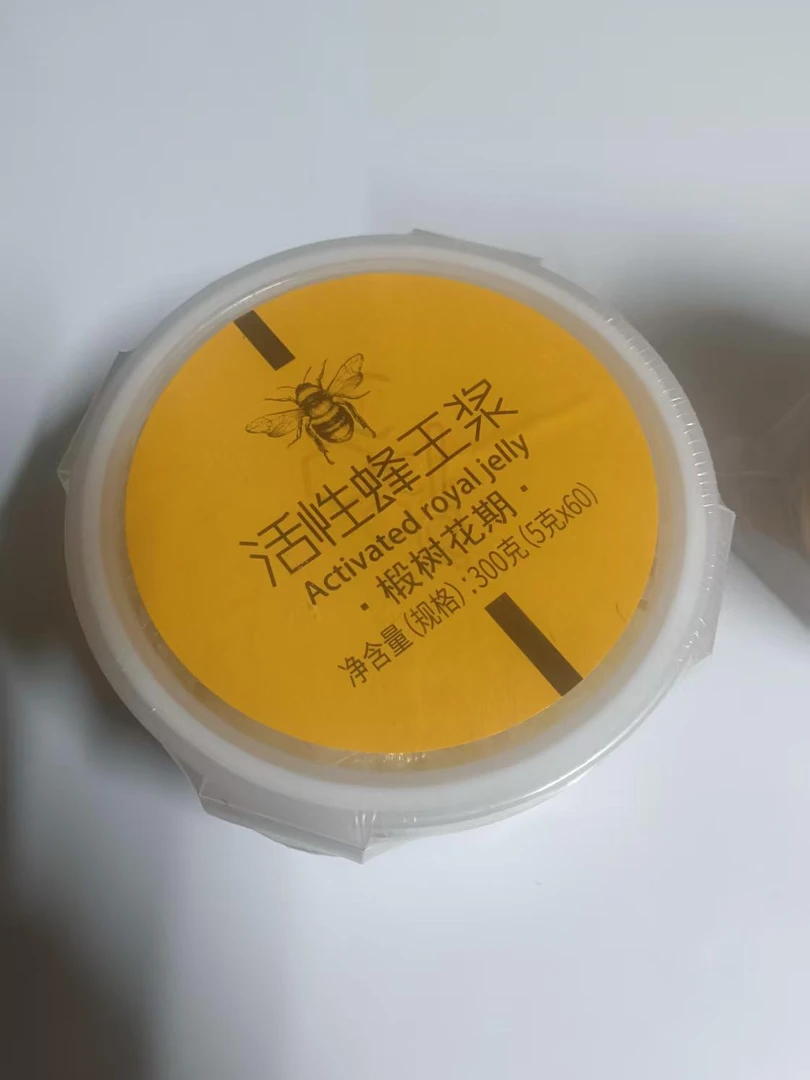 活性蜂王浆
Activated royal jelly
·椴树花期·
净含量(规格):300克(5克x60)